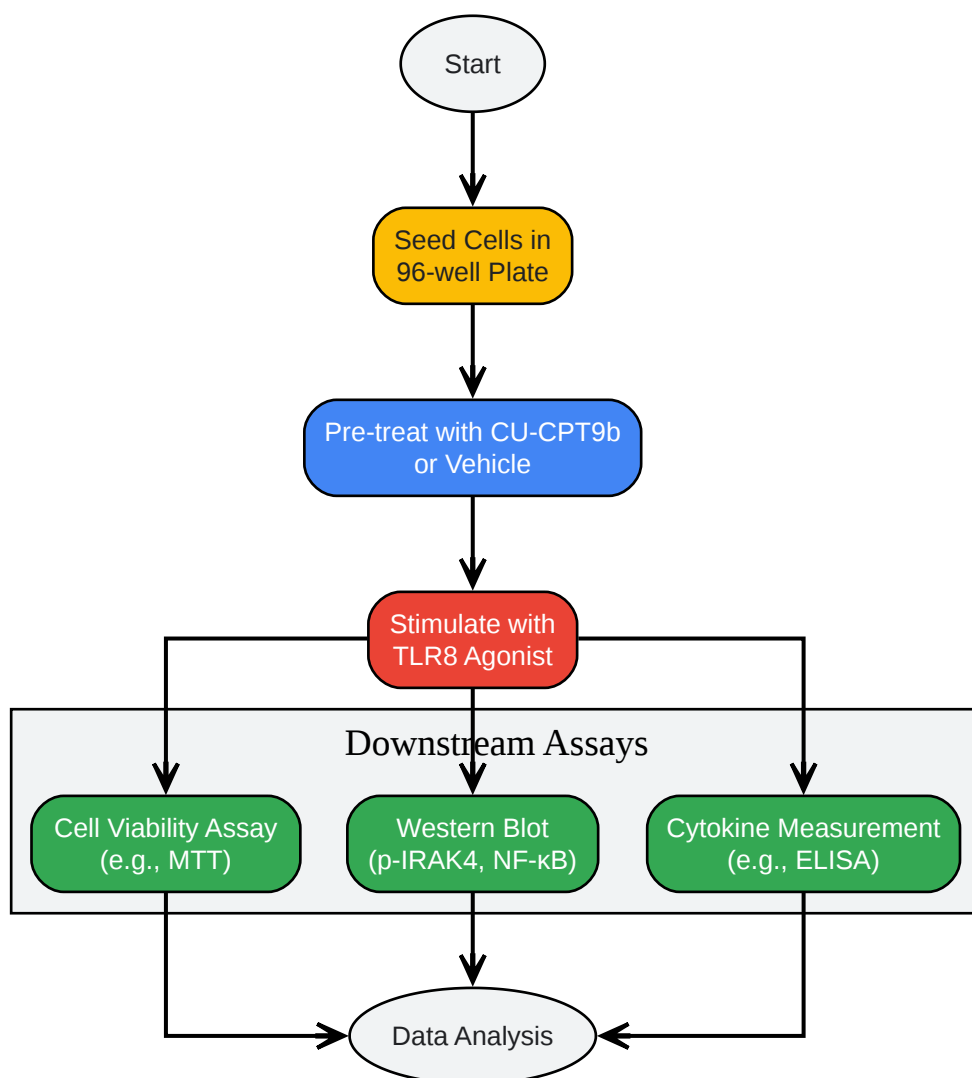 Start
Seed Cells in
96-well Plate
Pre-treat with CU-CPT9b
or Vehicle
Stimulate with
TLR8 Agonist
Downstream Assays
Cell Viability Assay
(e.g., MTT)
Western Blot
(p-IRAK4, NF-κB)
Cytokine Measurement
(e.g., ELISA)
Data Analysis